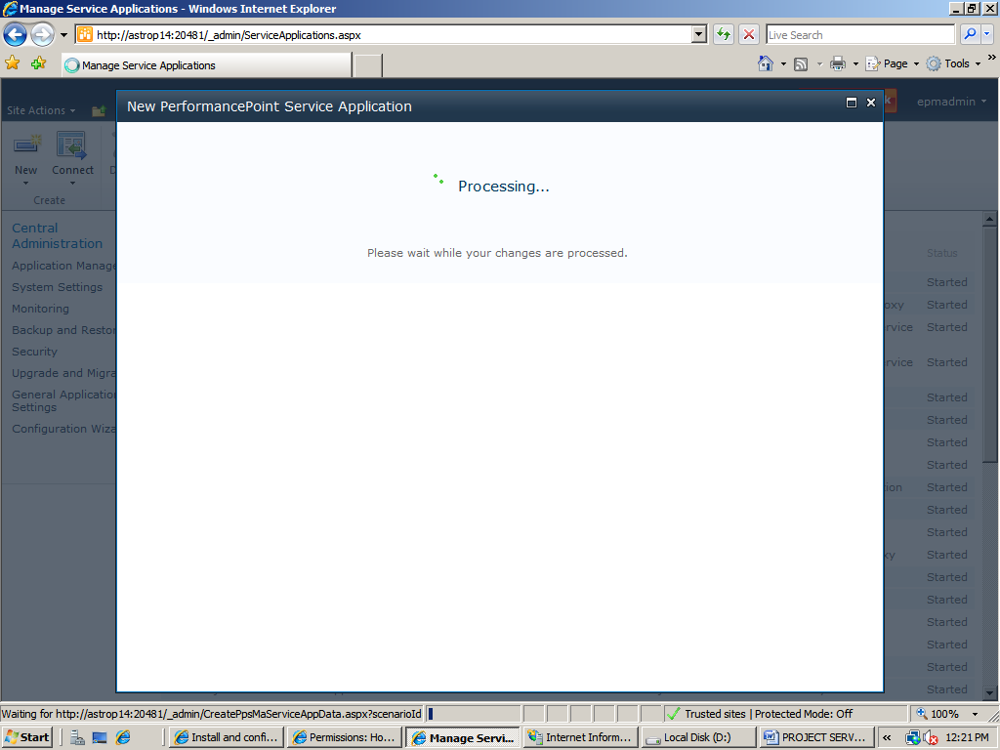 Manage Service Applications - Windows Internet Explorer
http://astrop14:20481/_admin/ServiceApplications.aspx
Live Search
Manage Service Applications
Page
Tools
Site Actions
epmadmin
New PerformancePoint Service Application
New
Connect
Create
Processing...
Please wait while your changes are processed.
Central
Administration
Application Manage
System Settings
Monitoring
Backup and Resto
Security
Upgrade and Migra
General Application
Settings
Configuration Wiza
Status
Started
oxy Started
rvice Started
rvice Started
Started
Started
Started
Started
ion Started
Started
Started
xy Started
Started
Started
Started
Started
Started
Started
Waiting for http://astrop14:20481/_admin/CreatePpsMaServiceAppData.aspx?scenarioId
Trusted sites | Protected Mode: Off
100%
Start
Install and confi...
Permissions: Ho...
Manage Servi...
Internet Inform...
Local Disk (D:)
PROJECT SERV...
12:21 PM